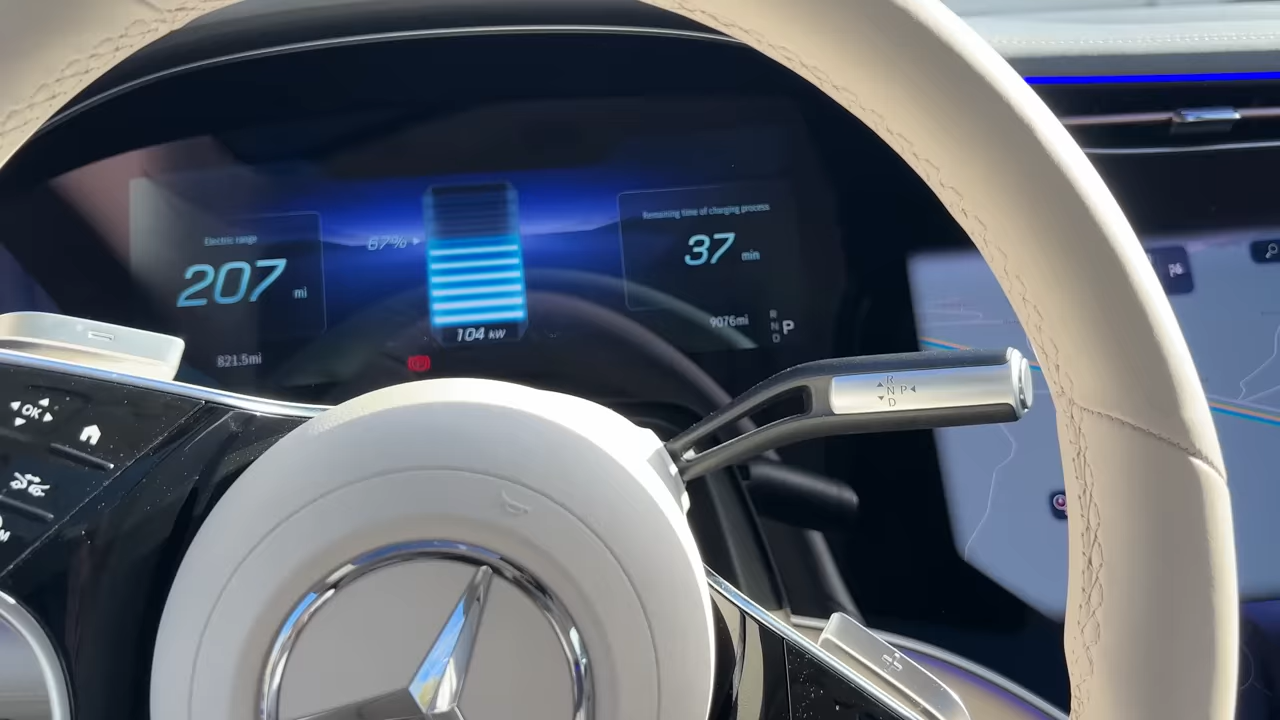 Electric range
207 mi
67%
104 kW
Remaining time of charging process
37 min
9076mi
R
N
D
P
821.5mi
OK
R
N P
D